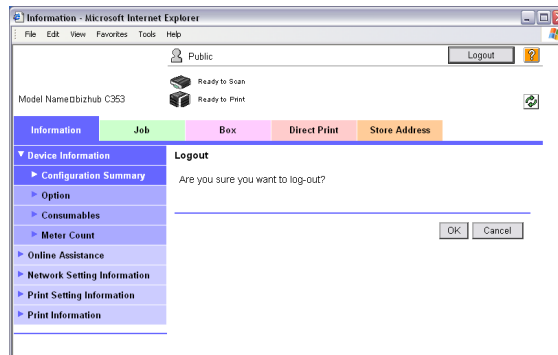 Information - Microsoft Internet Explorer
File Edit View Favorites Tools Help
Public
Logout
?
Ready to Scan
Model Name□bizhub C353
Ready to Print
Information Job Box Direct Print Store Address
Device Information
Logout
Configuration Summary
Are you sure you want to log-out?
Option
Consumables
Meter Count
OK Cancel
Online Assistance
Network Setting Information
Print Setting Information
Print Information